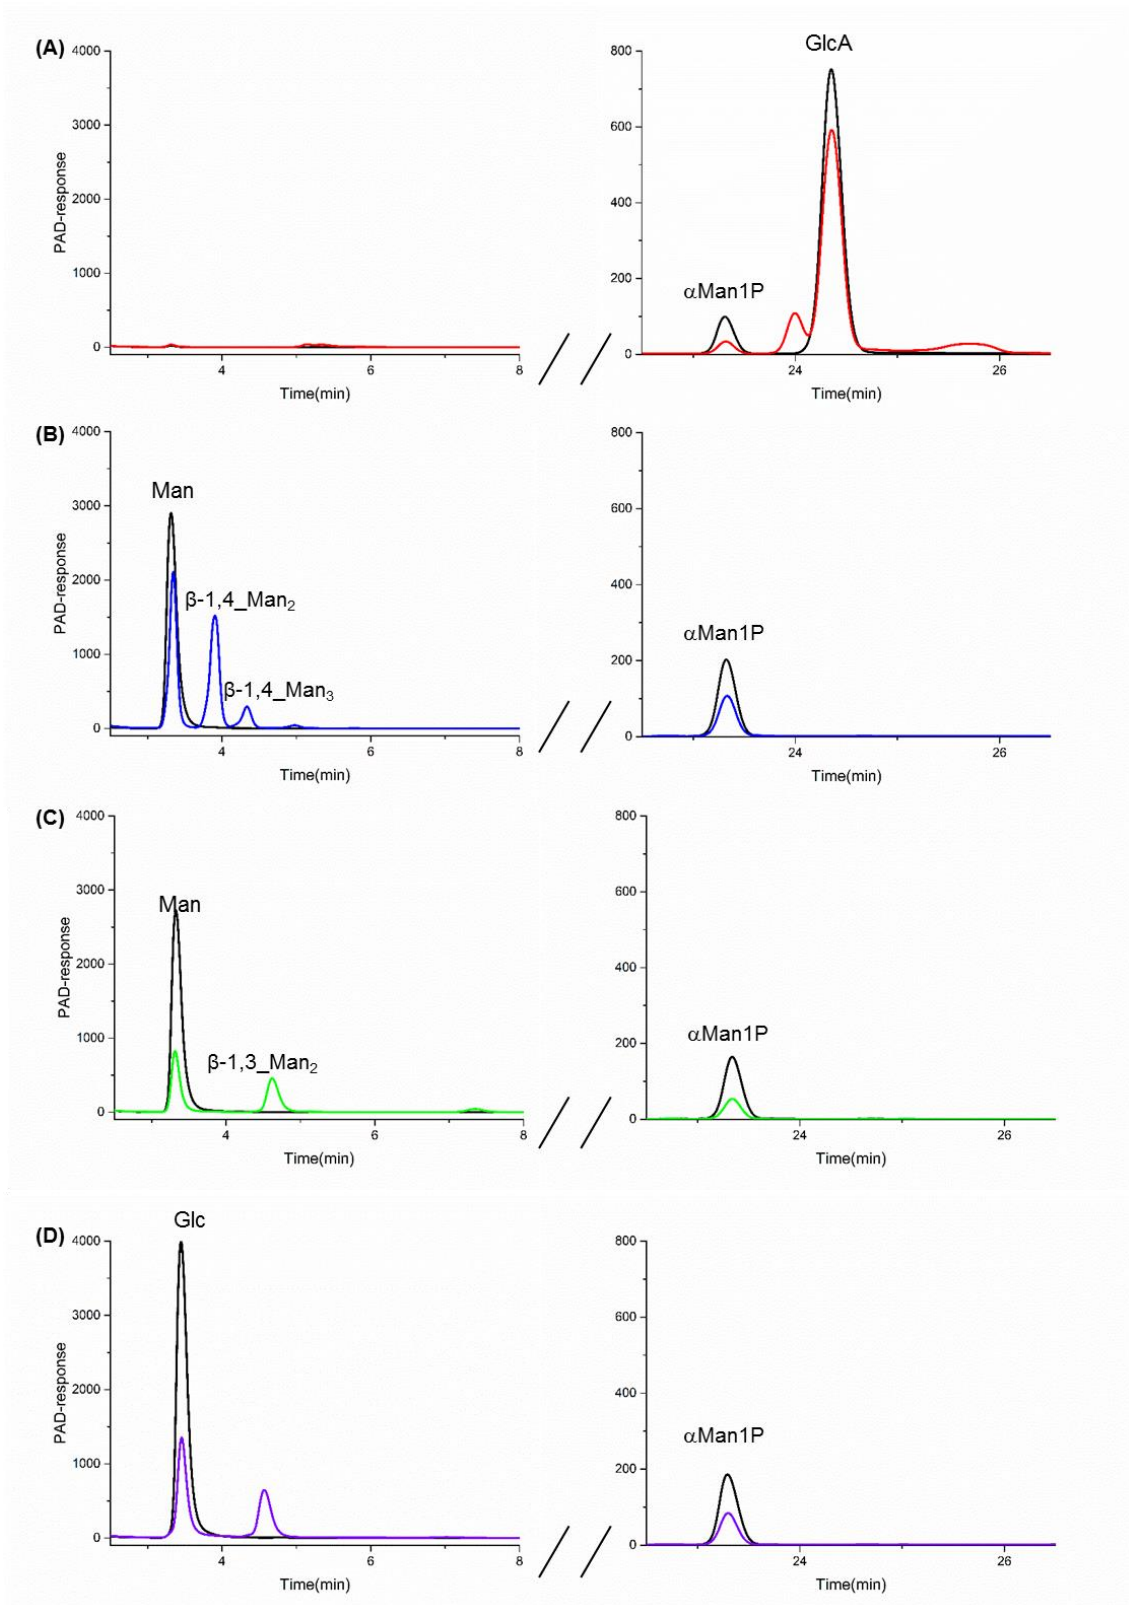 (A)
4000
3000
2000
1000
0
PAD-response
4
6
8
Time(min)
GlcA
800
600
400
200
0
αMan1P
24
26
Time(min)
(B)
4000
3000
2000
1000
0
PAD-response
Man
β-1,4_Man₂
β-1,4_Man₃
4
6
8
Time(min)
800
600
400
200
0
αMan1P
24
26
Time(min)
(C)
4000
3000
2000
1000
0
PAD-response
Man
β-1,3_Man₂
4
6
8
Time(min)
800
600
400
200
0
αMan1P
24
26
Time(min)
(D)
Glc
4000
3000
2000
1000
0
PAD-response
4
6
8
Time(min)
800
600
400
200
0
αMan1P
24
26
Time(min)